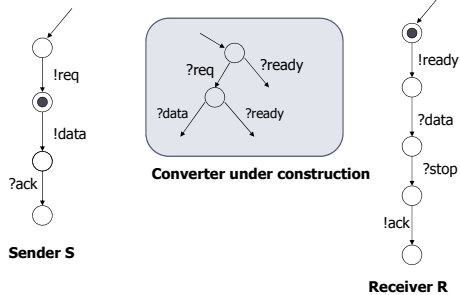 !req
!data
?ack
Sender S
?req
?ready
?data
?ready
Converter under construction
!ready
?data
?stop
!ack
Receiver R